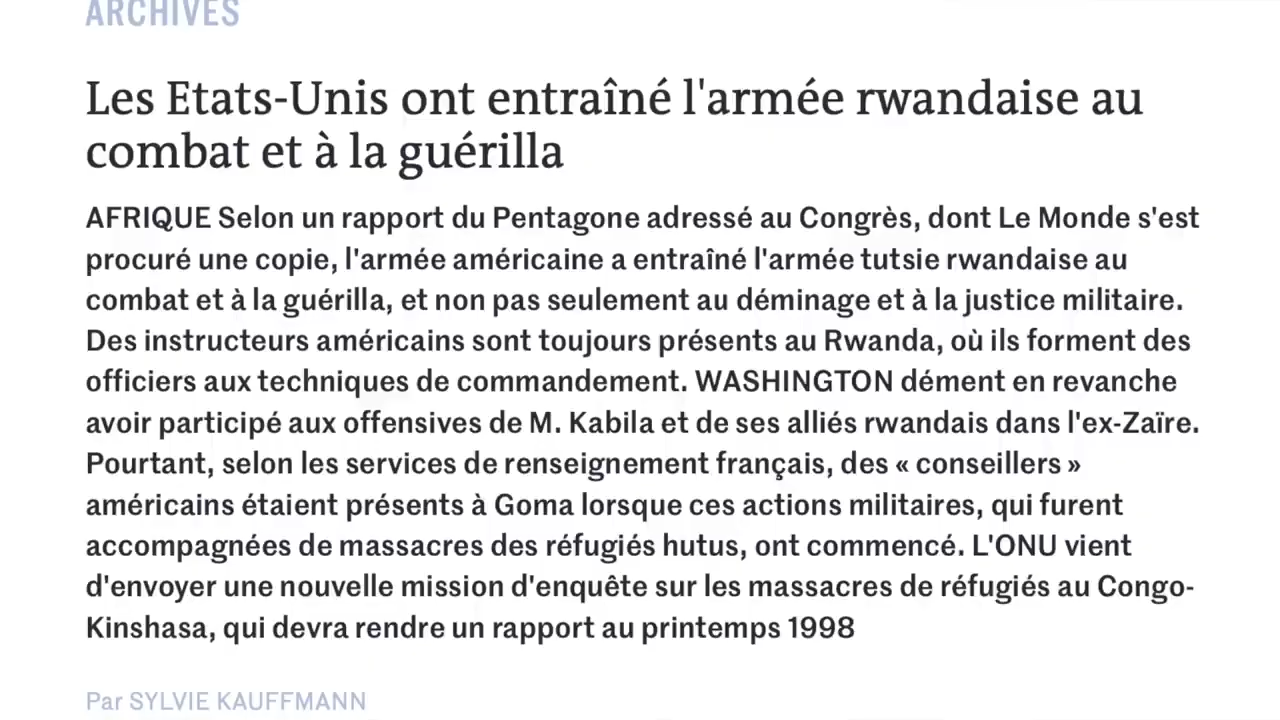 ARCHIVES
Les Etats-Unis ont entraîné l'armée rwandaise au
combat et à la guérilla
AFRIQUE Selon un rapport du Pentagone adressé au Congrès, dont Le Monde s'est
procuré une copie, l'armée américaine a entraîné l'armée tutsie rwandaise au
combat et à la guérilla, et non pas seulement au déminage et à la justice militaire.
Des instructeurs américains sont toujours présents au Rwanda, où ils forment des
officiers aux techniques de commandement. WASHINGTON dément en revanche
avoir participé aux offensives de M. Kabila et de ses alliés rwandais dans l'ex-Zaïre.
Pourtant, selon les services de renseignement français, des « conseillers »
américains étaient présents à Goma lorsque ces actions militaires, qui furent
accompagnées de massacres des réfugiés hutus, ont commencé. L'ONU vient
d'envoyer une nouvelle mission d'enquête sur les massacres de réfugiés au Congo-
Kinshasa, qui devra rendre un rapport au printemps 1998
Par SYLVIE KAUFFMANN